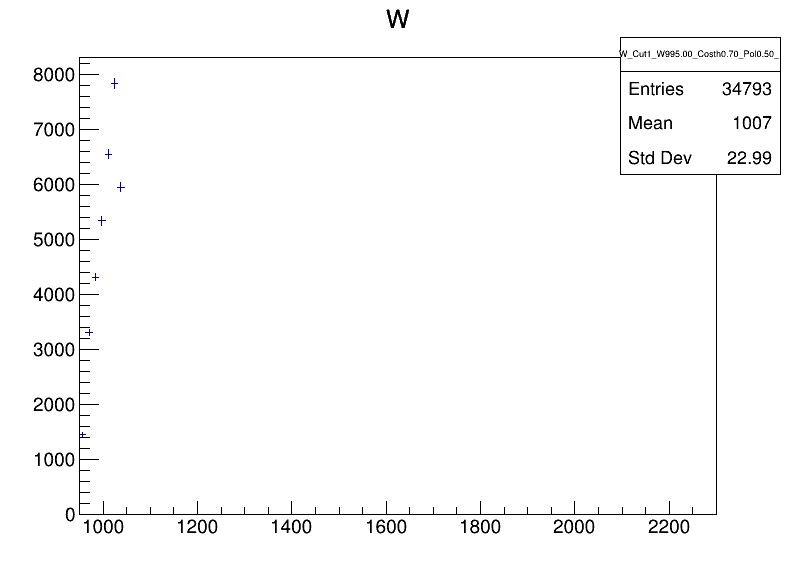 W
W_Cut1_W995.00_Costh0.70_Pol0.50_
Entries 34793
Mean 1007
Std Dev 22.99
8000
7000
6000
5000
4000
3000
2000
1000
0
1000 1200 1400 1600 1800 2000 2200